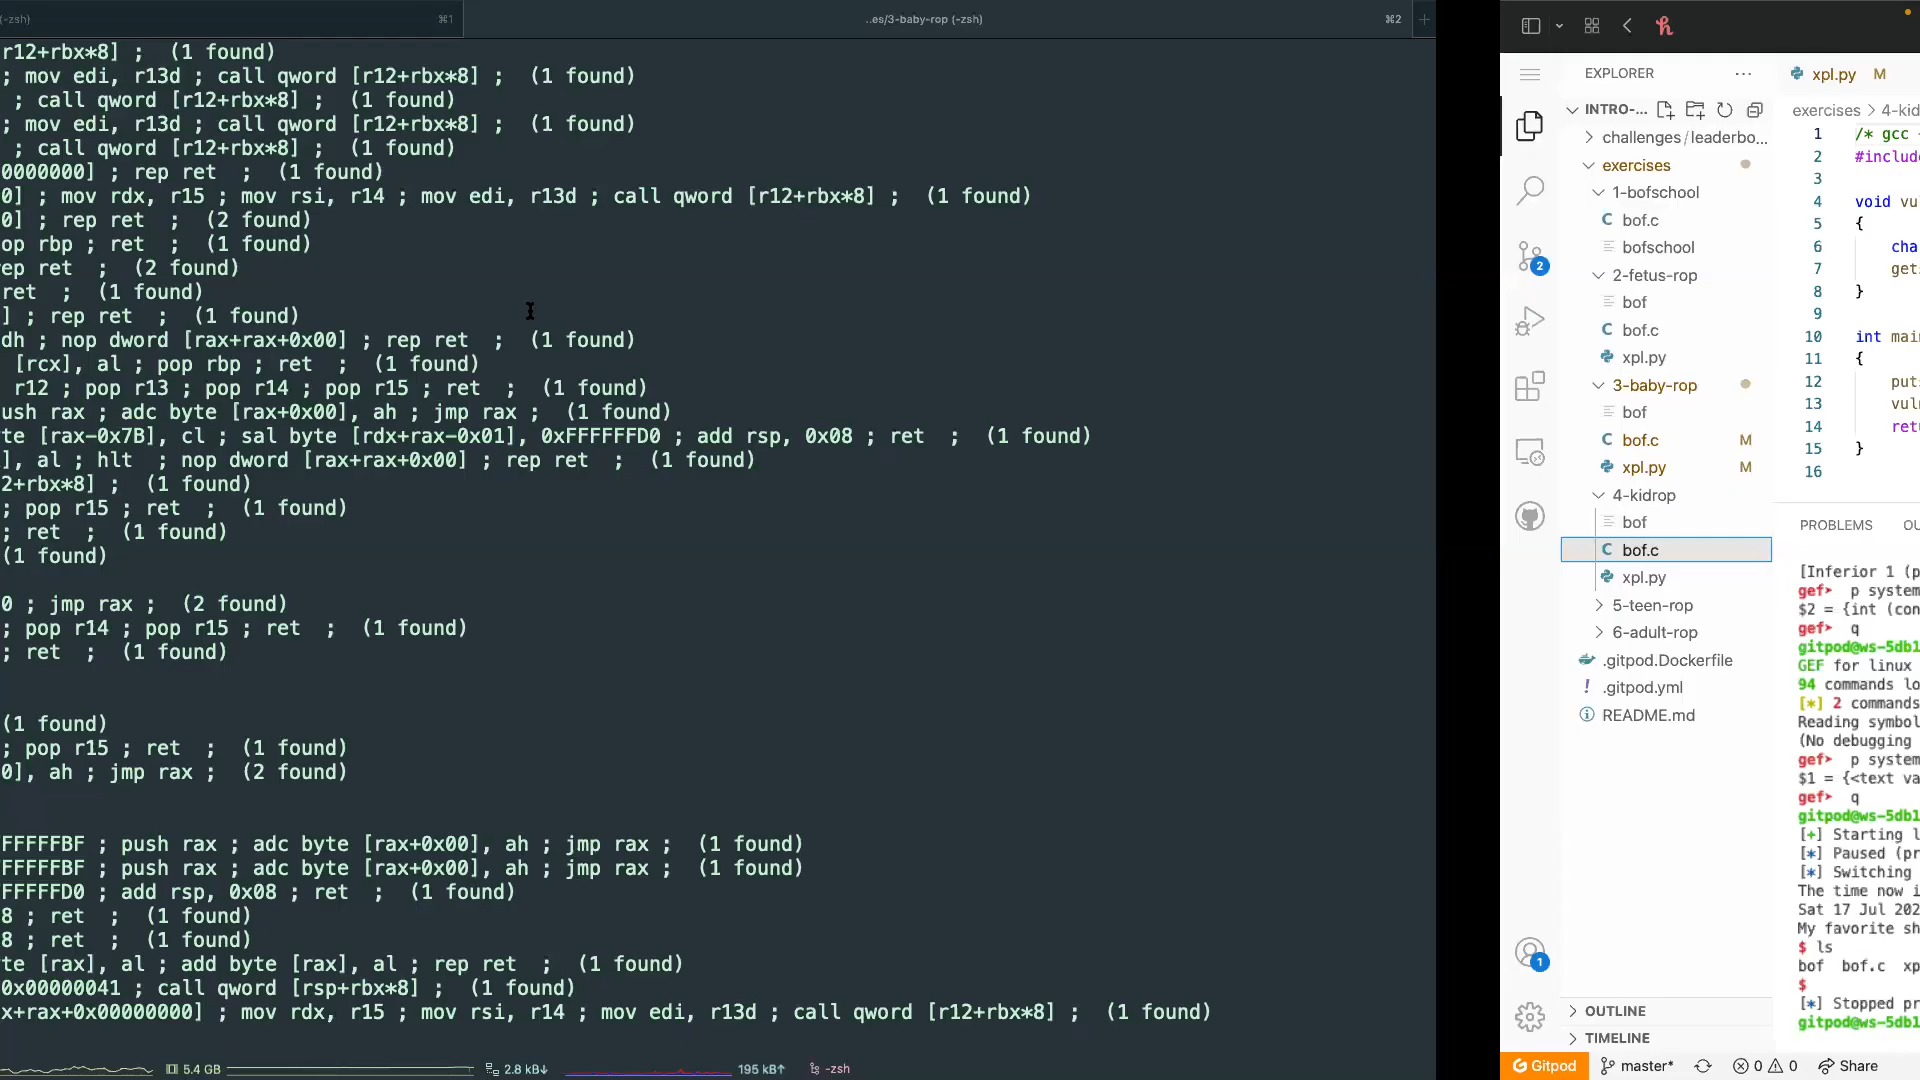 (-zsh)
⌘1
..es/3-baby-rop (-zsh)
⌘2
r12+rbx*8] ;  (1 found)
; mov edi, r13d ; call qword [r12+rbx*8] ;  (1 found)
; call qword [r12+rbx*8] ;  (1 found)
; mov edi, r13d ; call qword [r12+rbx*8] ;  (1 found)
; call qword [r12+rbx*8] ;  (1 found)
0000000] ; rep ret  ;  (1 found)
0] ; mov rdx, r15 ; mov rsi, r14 ; mov edi, r13d ; call qword [r12+rbx*8] ;  (1 found)
0] ; rep ret  ;  (2 found)
op rbp ; ret  ;  (1 found)
ep ret  ;  (2 found)
ret  ;  (1 found)
] ; rep ret  ;  (1 found)
dh ; nop dword [rax+rax+0x00] ; rep ret  ;  (1 found)
[rcx], al ; pop rbp ; ret  ;  (1 found)
r12 ; pop r13 ; pop r14 ; pop r15 ; ret  ;  (1 found)
ush rax ; adc byte [rax+0x00], ah ; jmp rax ;  (1 found)
te [rax-0x7B], cl ; sal byte [rdx+rax-0x01], 0xFFFFFFD0 ; add rsp, 0x08 ; ret  ;  (1 found)
], al ; hlt  ; nop dword [rax+rax+0x00] ; rep ret  ;  (1 found)
2+rbx*8] ;  (1 found)
; pop r15 ; ret  ;  (1 found)
; ret  ;  (1 found)
(1 found)
0 ; jmp rax ;  (2 found)
; pop r14 ; pop r15 ; ret  ;  (1 found)
; ret  ;  (1 found)
(1 found)
; pop r15 ; ret  ;  (1 found)
0], ah ; jmp rax ;  (2 found)
FFFFFBF ; push rax ; adc byte [rax+0x00], ah ; jmp rax ;  (1 found)
FFFFFBF ; push rax ; adc byte [rax+0x00], ah ; jmp rax ;  (1 found)
FFFFFD0 ; add rsp, 0x08 ; ret  ;  (1 found)
8 ; ret  ;  (1 found)
8 ; ret  ;  (1 found)
te [rax], al ; add byte [rax], al ; rep ret  ;  (1 found)
0x00000041 ; call qword [rsp+rbx*8] ;  (1 found)
x+rax+0x00000000] ; mov rdx, r15 ; mov rsi, r14 ; mov edi, r13d ; call qword [r12+rbx*8] ;  (1 found)
5.4 GB
2.8 kB↓
195 kB↑
-zsh
EXPLORER
INTRO-...
challenges/leaderbo...
exercises
1-bofschool
C bof.c
bofschool
2-fetus-rop
bof
C bof.c
xpl.py
3-baby-rop
bof
C bof.c M
xpl.py M
4-kidrop
bof
C bof.c
xpl.py
5-teen-rop
6-adult-rop
.gitpod.Dockerfile
! .gitpod.yml
README.md
OUTLINE
TIMELINE
2
1
xpl.py M
exercises > 4-kid
1 /* gcc
2 #include
3
4 void vu
5 {
6 cha
7 get
8 }
9
10 int mai
11 {
12 put
13 vul
14 ret
15 }
16
PROBLEMS OU
[Inferior 1 (p
gef➤ p system
$2 = {int (con
gef➤ q
gitpod@ws-5db1
GEF for linux
94 commands lo
[*] 2 commands
Reading symbol
(No debugging
gef➤ p system
$1 = {<text va
gef➤ q
gitpod@ws-5db1
[+] Starting l
[*] Paused (pr
[*] Switching
The time now i
Sat 17 Jul 202
My favorite sh
$ ls
bof bof.c xp
$
[*] Stopped pr
gitpod@ws-5db1
Gitpod
master*
0
0
Share